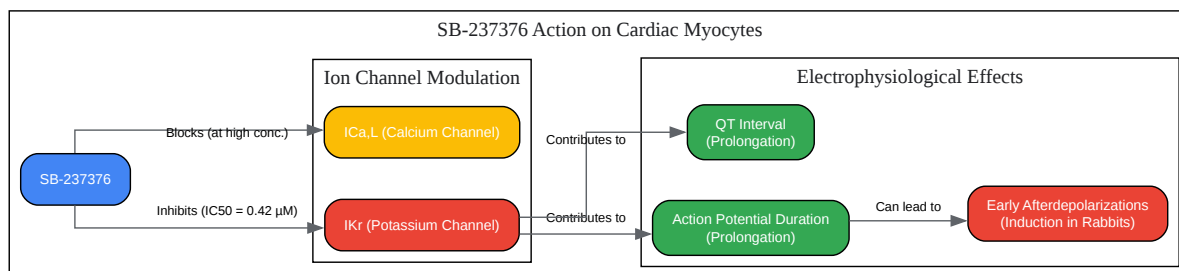 SB-237376 Action on Cardiac Myocytes
Ion Channel Modulation
Electrophysiological Effects
Blocks (at high conc.)
ICa,L (Calcium Channel)
Contributes to
QT Interval
(Prolongation)
SB-237376
Inhibits (IC50 = 0.42 µM)
IKr (Potassium Channel)
Contributes to
Action Potential Duration
(Prolongation)
Can lead to
Early Afterdepolarizations
(Induction in Rabbits)